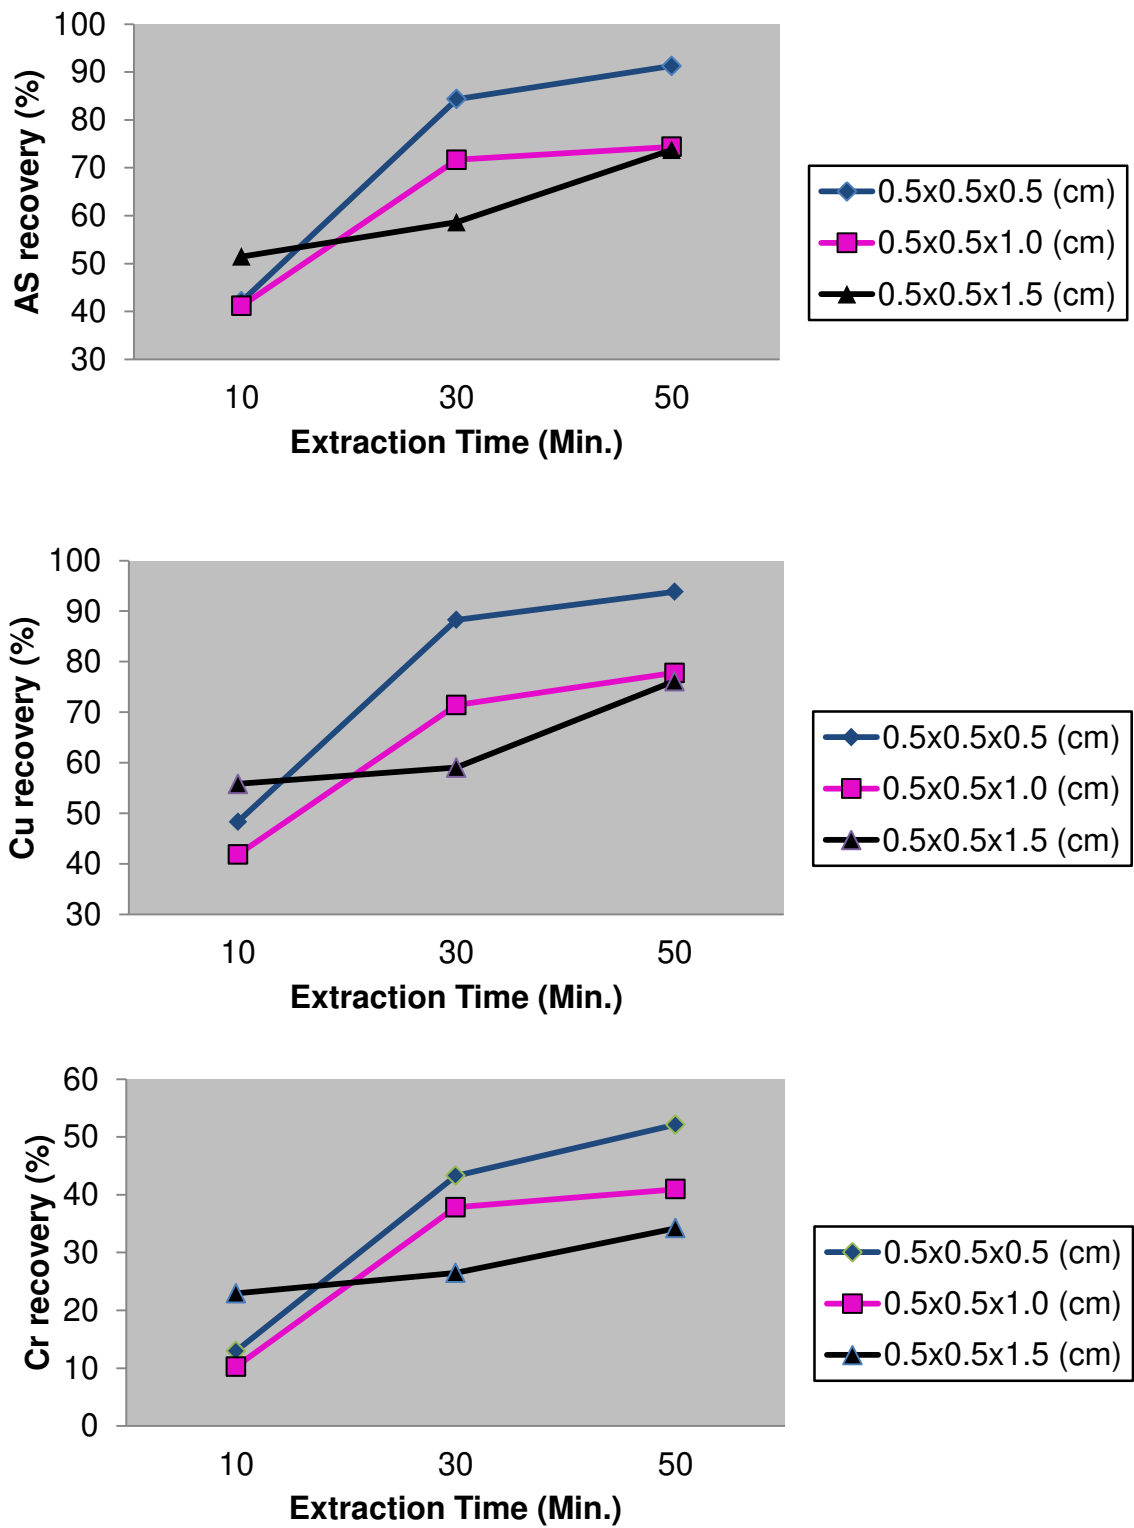 100
90
80
70
60
50
40
30
AS recovery (%)
10 30 50
Extraction Time (Min.)
0.5x0.5x0.5 (cm)
0.5x0.5x1.0 (cm)
0.5x0.5x1.5 (cm)
100
90
80
70
60
50
40
30
Cu recovery (%)
10 30 50
Extraction Time (Min.)
0.5x0.5x0.5 (cm)
0.5x0.5x1.0 (cm)
0.5x0.5x1.5 (cm)
60
50
40
30
20
10
0
Cr recovery (%)
10 30 50
Extraction Time (Min.)
0.5x0.5x0.5 (cm)
0.5x0.5x1.0 (cm)
0.5x0.5x1.5 (cm)